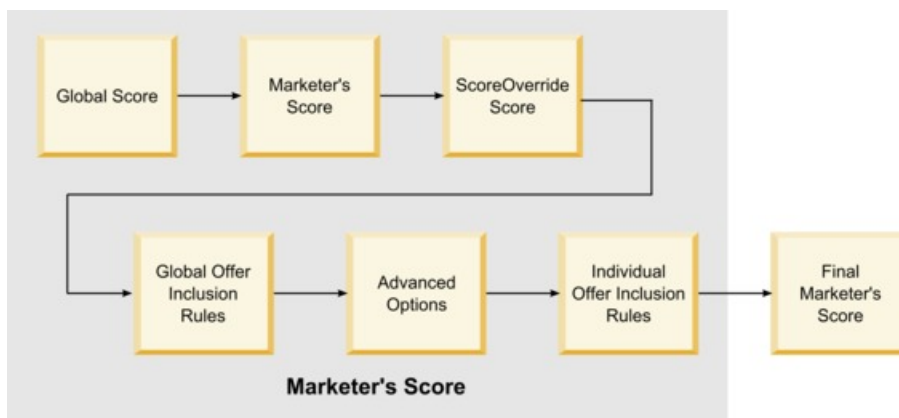 Global Score
Marketer's
Score
ScoreOverride
Score
Global Offer
Inclusion
Rules
Advanced
Options
Individual
Offer Inclusion
Rules
Final
Marketer's
Score
Marketer's Score